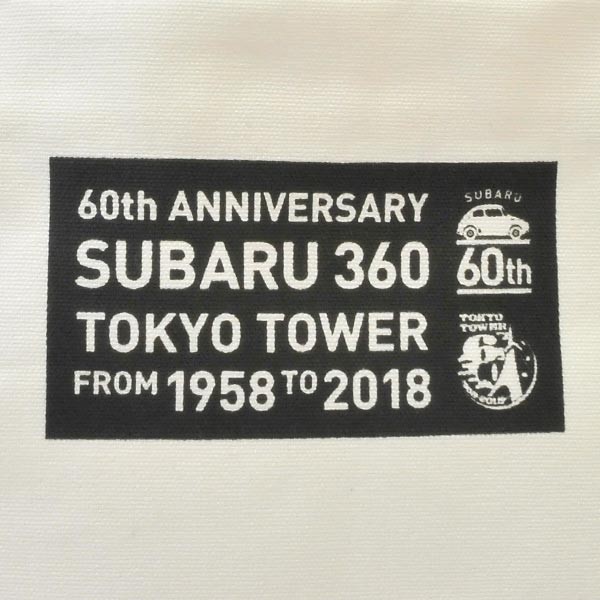 60th ANNIVERSARY
SUBARU 360
TOKYO TOWER
FROM 1958 TO 2018
SUBARU
60th
TOKYO
TOWER